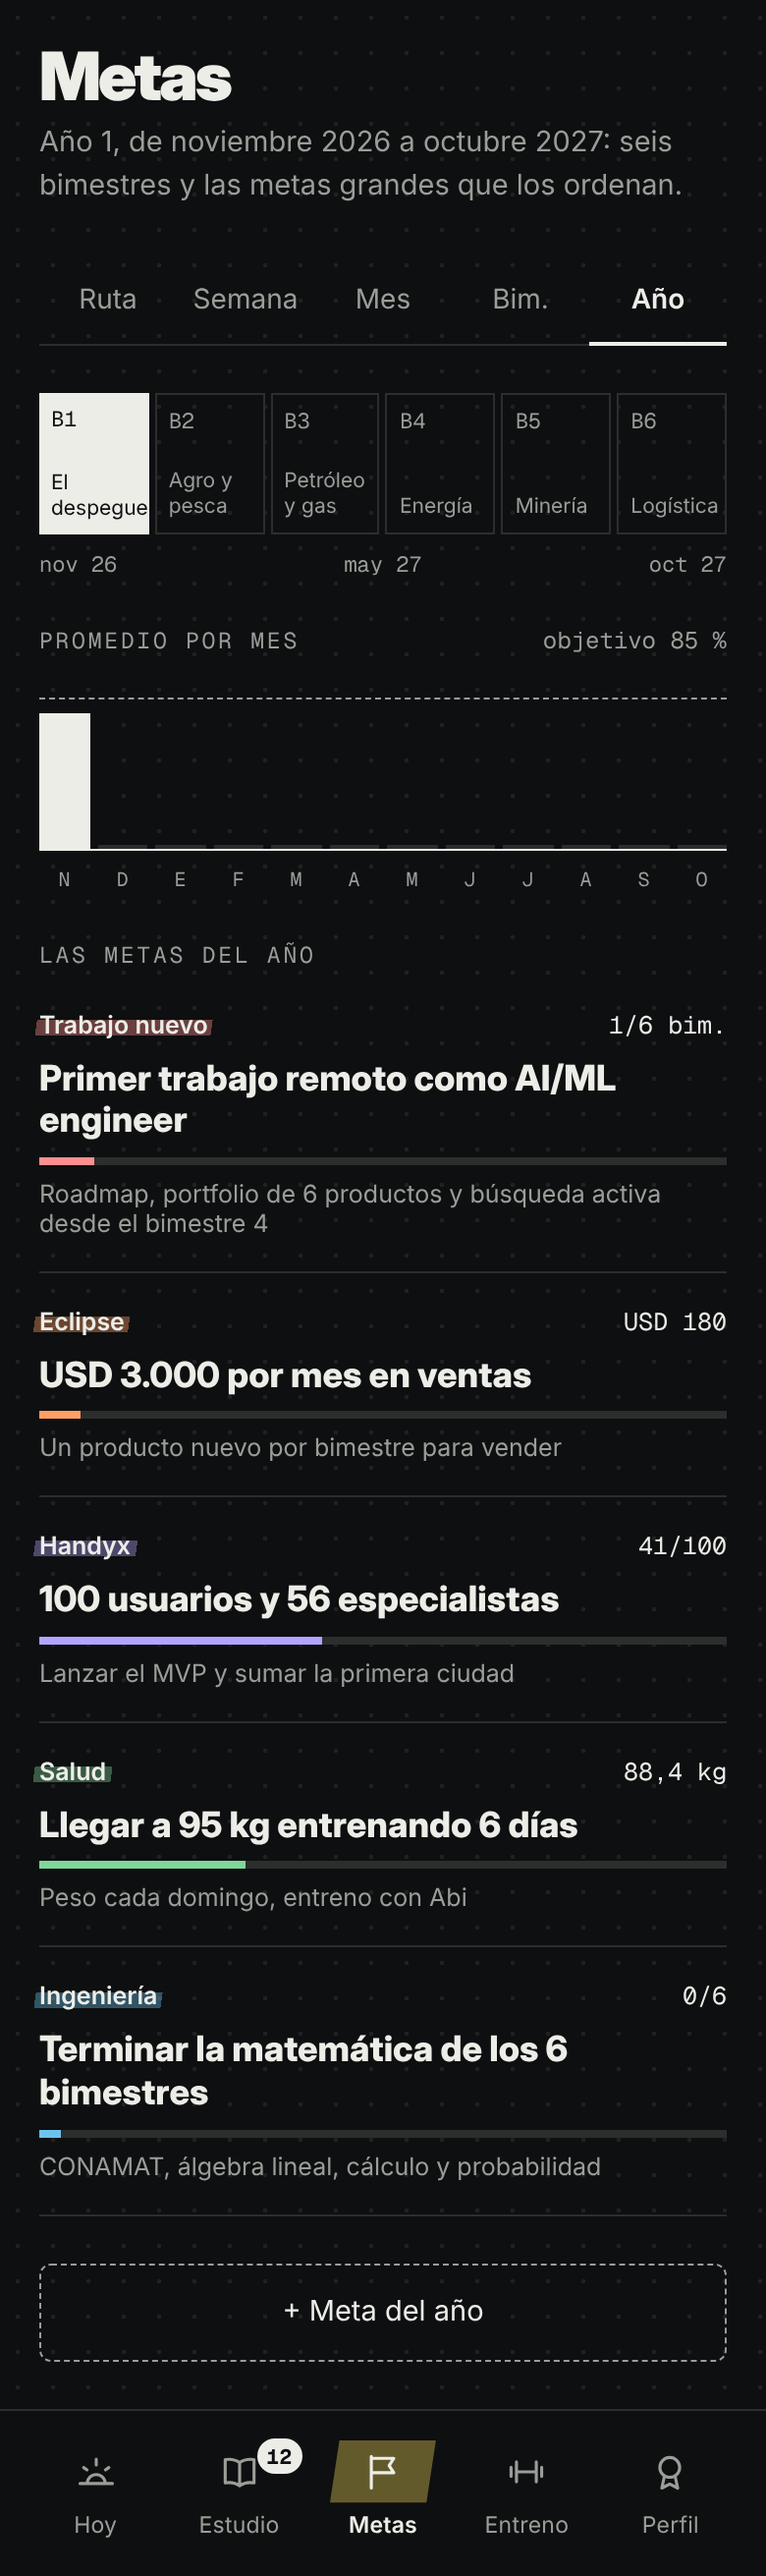 Metas
Año 1, de noviembre 2026 a octubre 2027: seis
bimestres y las metas grandes que los ordenan.
Ruta Semana Mes Bim. Año
B1 B2 B3 B4 B5 B6
El despegue
Agro y pesca
Petróleo y gas
Energía
Minería
Logística
nov 26 may 27 oct 27
PROMEDIO POR MES objetivo 85 %
N D E F M A M J J A S O
LAS METAS DEL AÑO
Trabajo nuevo 1/6 bim.
Primer trabajo remoto como AI/ML
engineer
Roadmap, portfolio de 6 productos y búsqueda activa
desde el bimestre 4
Eclipse USD 180
USD 3.000 por mes en ventas
Un producto nuevo por bimestre para vender
Handyx 41/100
100 usuarios y 56 especialistas
Lanzar el MVP y sumar la primera ciudad
Salud 88,4 kg
Llegar a 95 kg entrenando 6 días
Peso cada domingo, entreno con Abi
Ingeniería 0/6
Terminar la matemática de los 6
bimestres
CONAMAT, álgebra lineal, cálculo y probabilidad
+ Meta del año
12
Hoy Estudio Metas Entreno Perfil